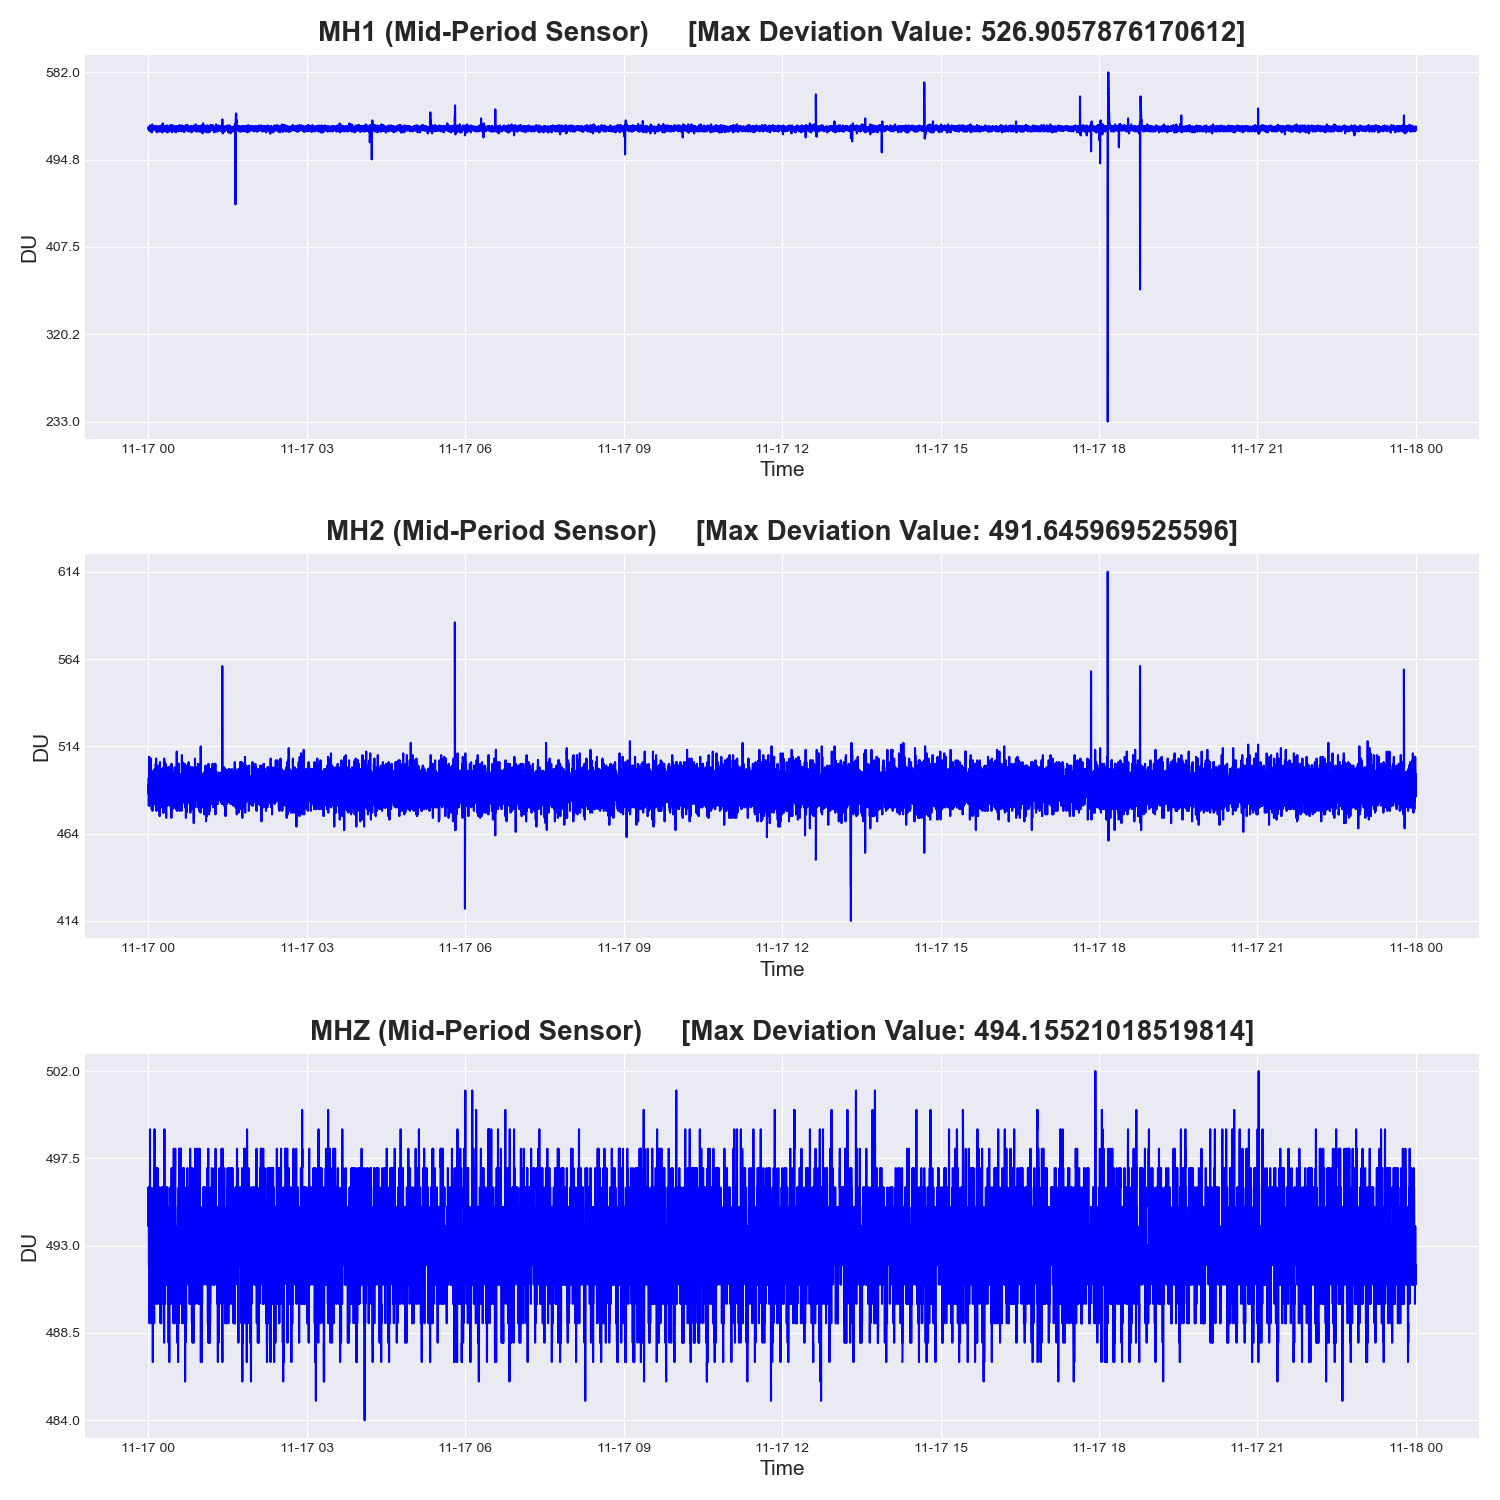 MH1 (Mid-Period Sensor) [Max Deviation Value: 526.9057876170612]
582.0
494.8
407.5
320.2
233.0
DU
11-17 00 11-17 03 11-17 06 11-17 09 11-17 12 11-17 15 11-17 18 11-17 21 11-18 00
Time
MH2 (Mid-Period Sensor) [Max Deviation Value: 491.645969525596]
614
564
514
464
414
DU
11-17 00 11-17 03 11-17 06 11-17 09 11-17 12 11-17 15 11-17 18 11-17 21 11-18 00
Time
MHZ (Mid-Period Sensor) [Max Deviation Value: 494.15521018519814]
502.0
497.5
493.0
488.5
484.0
DU
11-17 00 11-17 03 11-17 06 11-17 09 11-17 12 11-17 15 11-17 18 11-17 21 11-18 00
Time